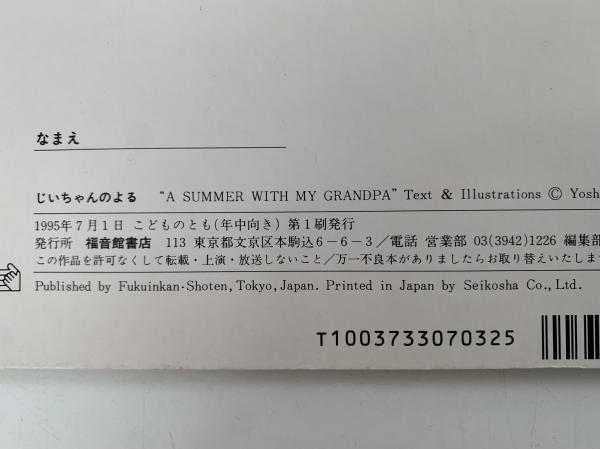 なまえ
じいちゃんのよる "A SUMMER WITH MY GRANDPA" Text & Illustrations © Yosh
1995年7月1日 こどものとも(年中向き) 第1刷発行
発行所 福音館書店 113 東京都文京区本駒込6-6-3/電話 営業部 03(3942)1226 編集部
この作品を許可なくして転載・上演・放送しないこと/万一不良本がありましたらお取り替えいたします
Published by Fukuinkan-Shoten, Tokyo, Japan. Printed in Japan by Seikosha Co., Ltd.
T1003733070325